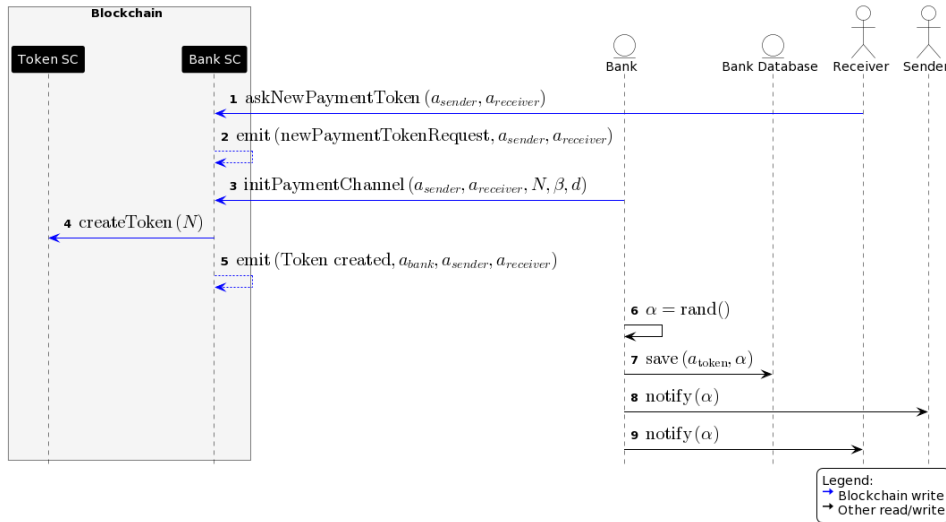 Blockchain
Token SC
Bank SC
Bank
Bank Database
Receiver
Sender
1 askNewPaymentToken (a_sender, a_receiver)
2 emit (newPaymentTokenRequest, a_sender, a_receiver)
3 initPaymentChannel (a_sender, a_receiver, N, β, d)
4 createToken (N)
5 emit (Token created, a_bank, a_sender, a_receiver)
6 α = rand()
7 save (a_token, α)
8 notify (α)
9 notify (α)
Legend:
Blockchain write
Other read/write